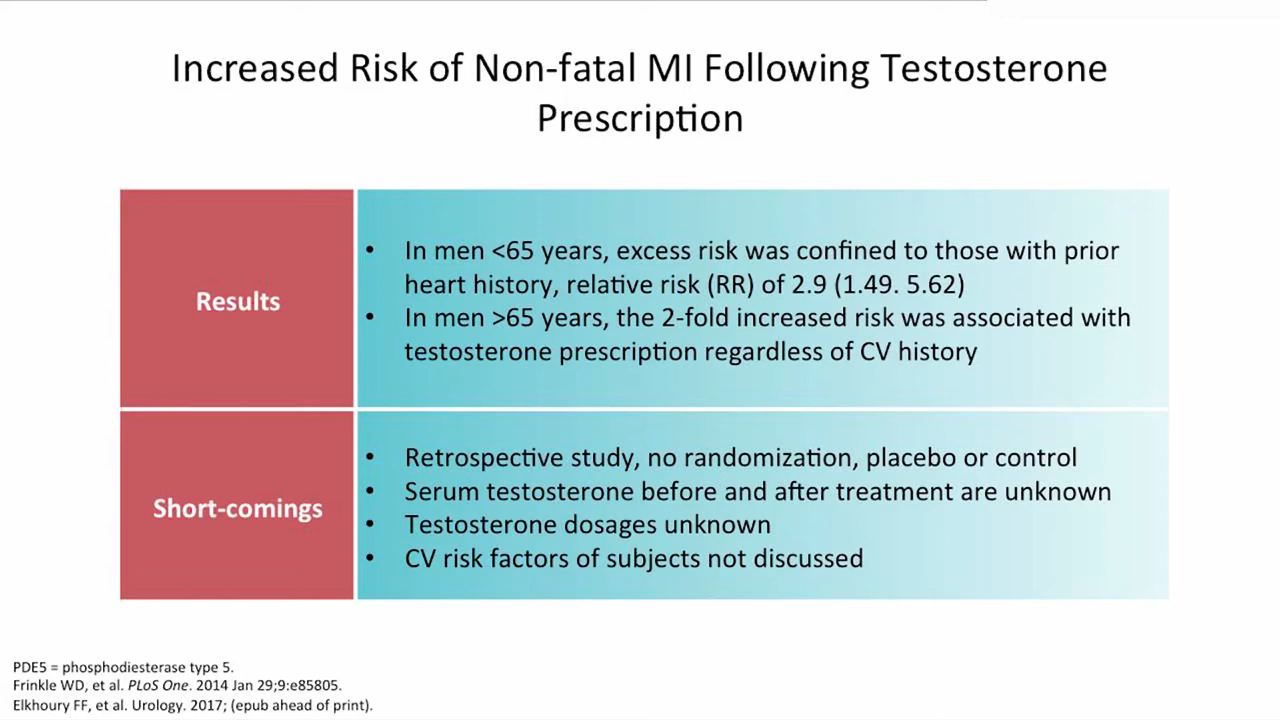 Increased Risk of Non-fatal MI Following Testosterone
Prescription
Results
• In men <65 years, excess risk was confined to those with prior
heart history, relative risk (RR) of 2.9 (1.49. 5.62)
• In men >65 years, the 2-fold increased risk was associated with
testosterone prescription regardless of CV history
Short-comings
• Retrospective study, no randomization, placebo or control
• Serum testosterone before and after treatment are unknown
• Testosterone dosages unknown
• CV risk factors of subjects not discussed
PDE5 = phosphodiesterase type 5.
Frinkle WD, et al. PLoS One. 2014 Jan 29;9:e85805.
Elkhoury FF, et al. Urology. 2017; (epub ahead of print).